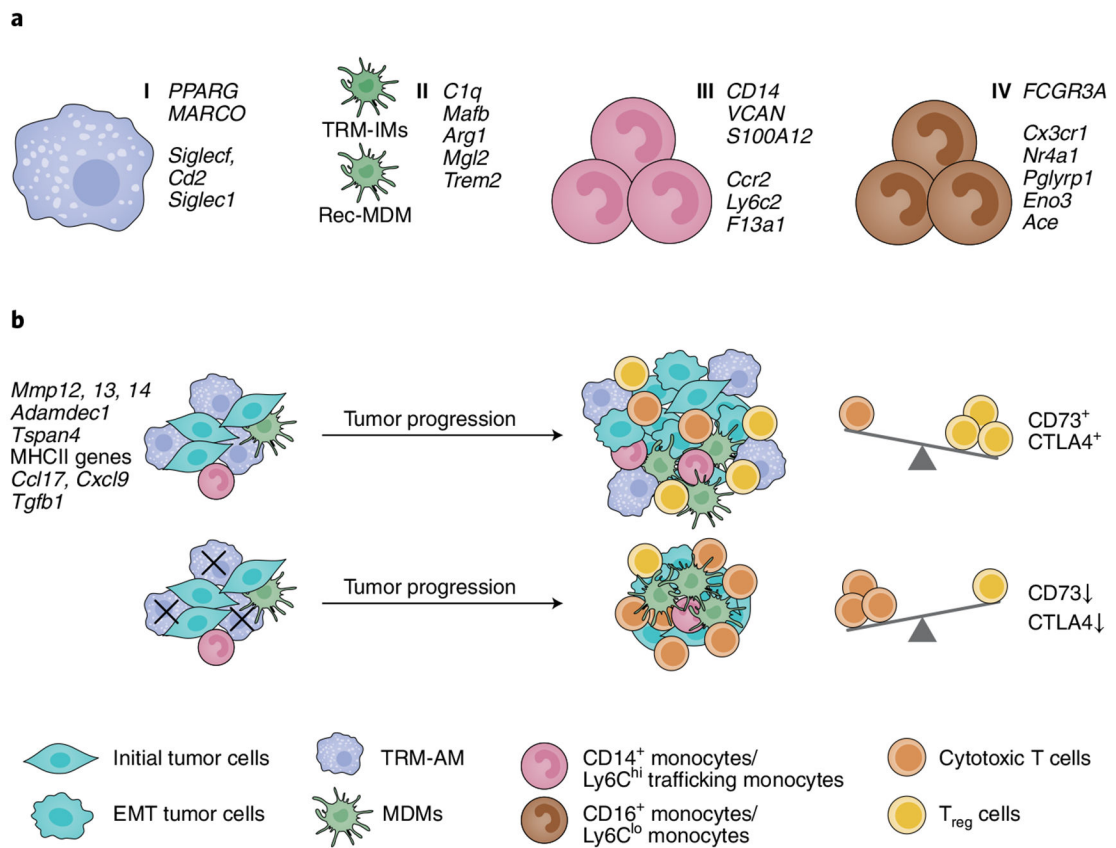 a
I PPARG
MARCO
Siglecf,
Cd2
Siglec1
TRM-IMs
Rec-MDM
II C1q
Mafb
Arg1
Mgl2
Trem2
III CD14
VCAN
S100A12
Ccr2
Ly6c2
F13a1
IV FCGR3A
Cx3cr1
Nr4a1
Pglyrp1
Eno3
Ace
b
Mmp12, 13, 14
Adamdec1
Tspan4
MHCII genes
Ccl17, Cxcl9
Tgfb1
Tumor progression
CD73⁺
CTLA4⁺
Tumor progression
CD73↓
CTLA4↓
Initial tumor cells
EMT tumor cells
TRM-AM
MDMs
CD14⁺ monocytes/
Ly6Cʰⁱ trafficking monocytes
CD16⁺ monocytes/
Ly6Cˡᵒ monocytes
Cytotoxic T cells
Treg cells